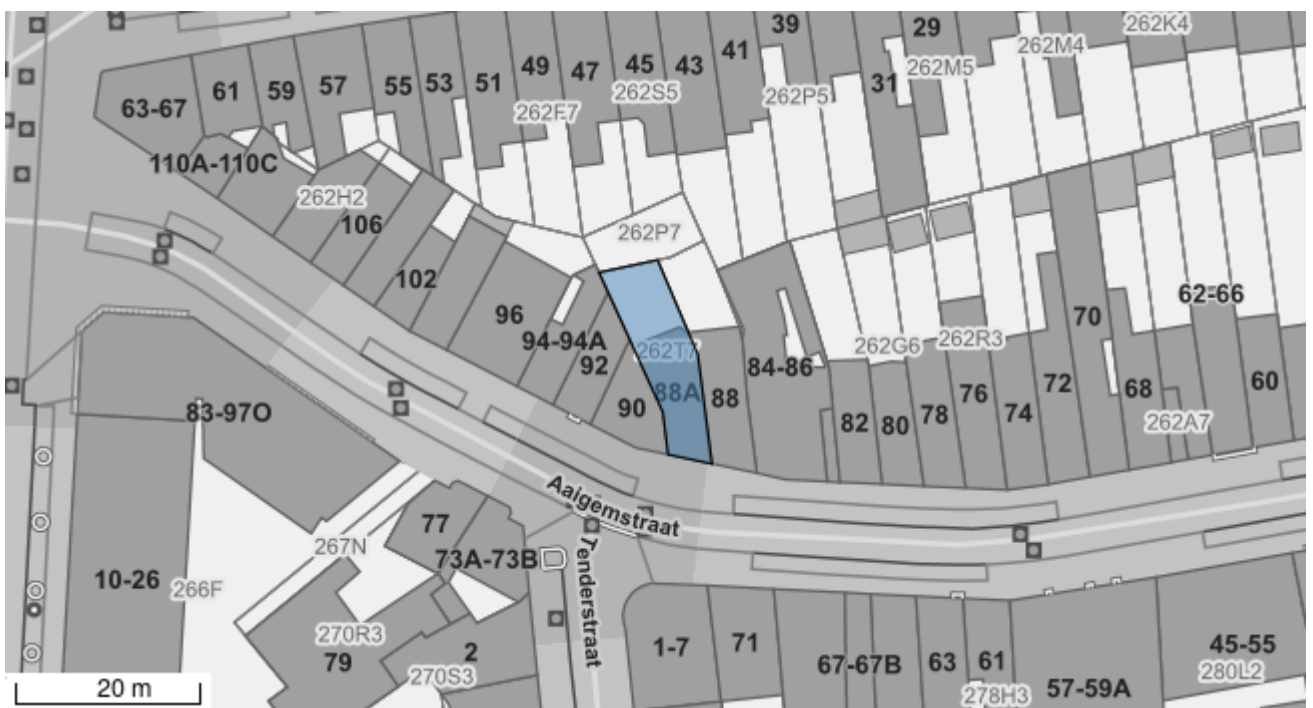 39
29
262K4
41
262M4
49
45
43
47
31
262M5
57
55
53
51
61
59
63-67
262F7
262S5
262P5
110A-110C
262H2
106
262P7
102
96
94-94A
92
262T7
88A
90
88
84-86
262G6
262R3
70
62-66
72
68
60
82
80
78
76
74
262A7
83-97O
Aaigemstraat
Tenderstraat
77
73A-73B
267N
10-26
266F
270R3
79
2
270S3
1-7
71
67-67B
63
61
278H3
57-59A
45-55
280L2
20 m